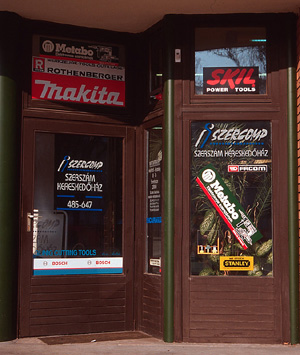 Metabo
ROTHENBERGER
makita
SZERCOMP
SZERSZÁM
KERESKEDŐHÁZ
485-647
CUTTING TOOLS
BOSCH
BOSCH
SKIL
POWER TOOLS
SZERCOMP
SZERSZÁM KERESKEDŐHÁZ
FACOM
Metabo
STANLEY